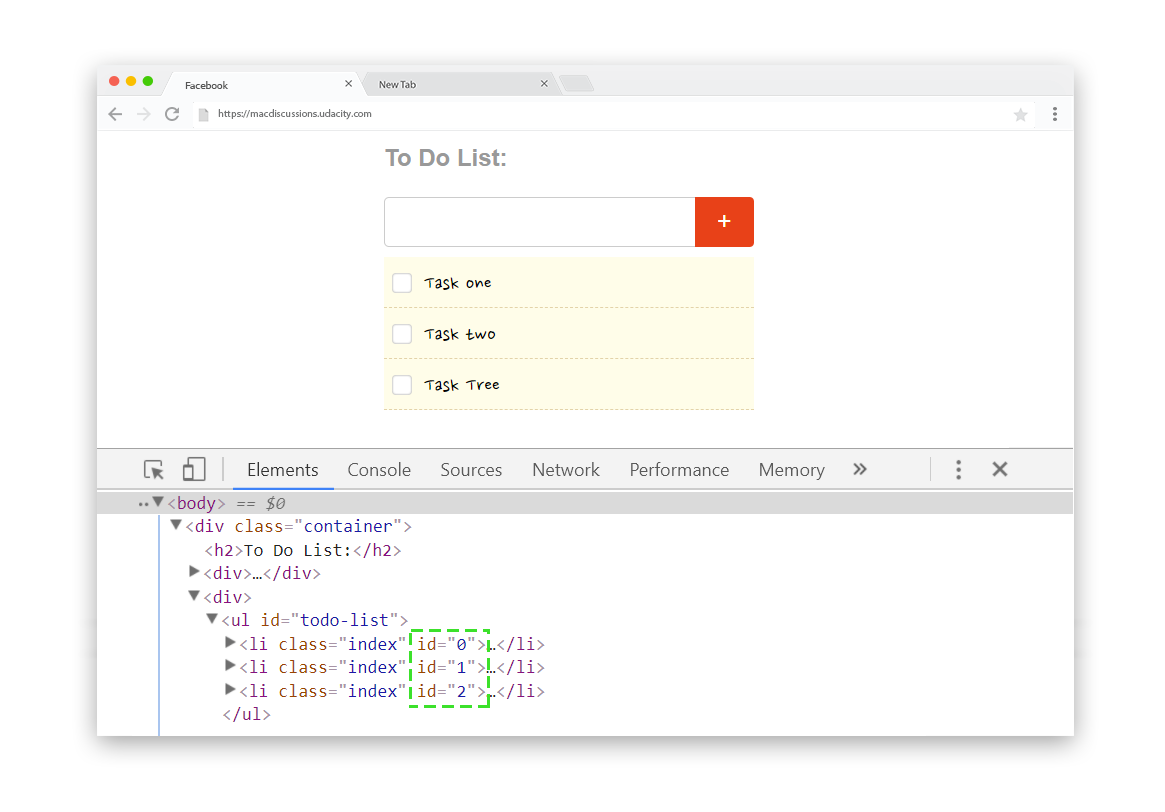 Facebook × New Tab ×
https://macdiscussions.udacity.com
To Do List:
+
Task one
Task two
Task Tree
Elements Console Sources Network Performance Memory »
<body> == $0
<div class="container">
<h2>To Do List:</h2>
<div>…</div>
<div>
<ul id="todo-list">
<li class="index" id="0">…</li>
<li class="index" id="1">…</li>
<li class="index" id="2">…</li>
</ul>